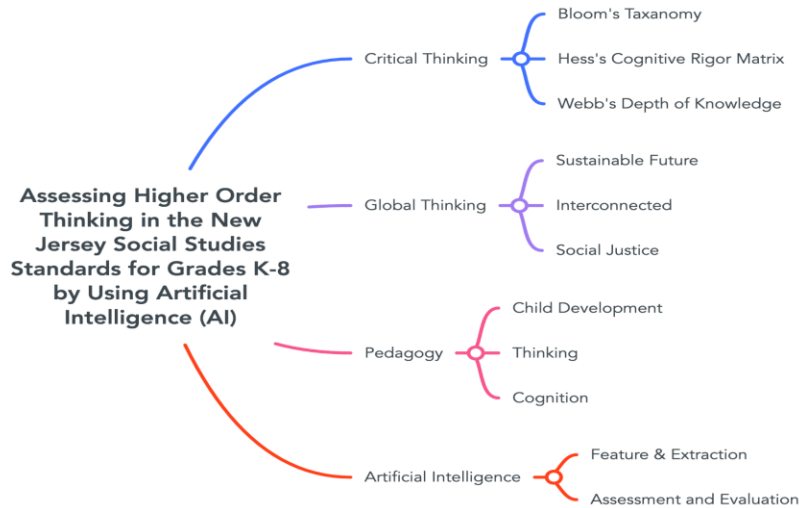 Assessing Higher Order
Thinking in the New
Jersey Social Studies
Standards for Grades K-8
by Using Artificial
Intelligence (AI)
Critical Thinking
Bloom's Taxanomy
Hess's Cognitive Rigor Matrix
Webb's Depth of Knowledge
Global Thinking
Sustainable Future
Interconnected
Social Justice
Pedagogy
Child Development
Thinking
Cognition
Artificial Intelligence
Feature & Extraction
Assessment and Evaluation